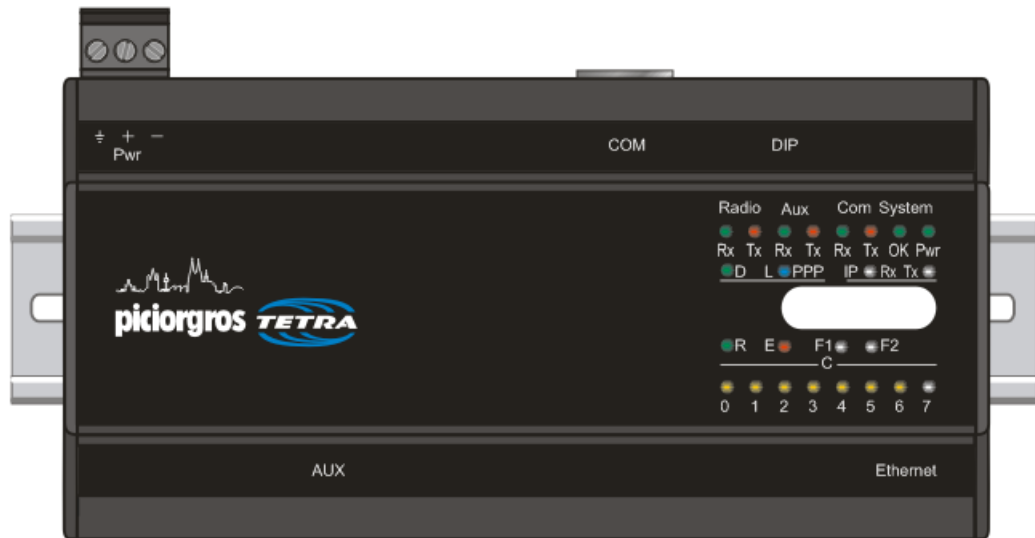 + −
Pwr
COM
DIP
Radio Aux Com System
Rx Tx Rx Tx Rx Tx OK Pwr
D L PPP IP Rx Tx
piciorgros TETRA
R E F1 F2
C
0 1 2 3 4 5 6 7
AUX
Ethernet